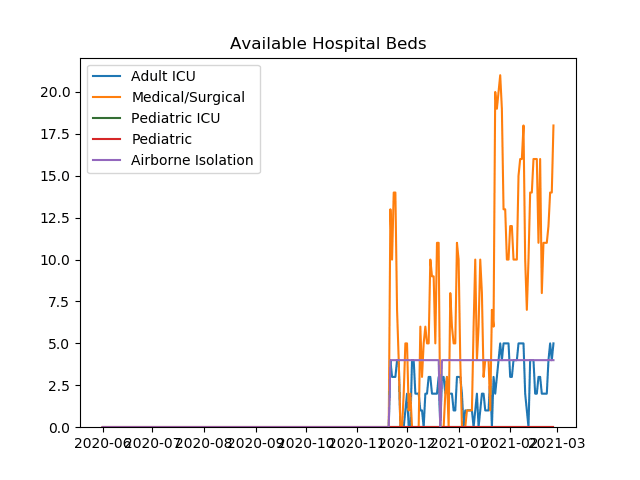 Available Hospital Beds
Adult ICU
Medical/Surgical
Pediatric ICU
Pediatric
Airborne Isolation
20.0
17.5
15.0
12.5
10.0
7.5
5.0
2.5
0.0
2020-06 2020-07 2020-08 2020-09 2020-10 2020-11 2020-12 2021-01 2021-02 2021-03